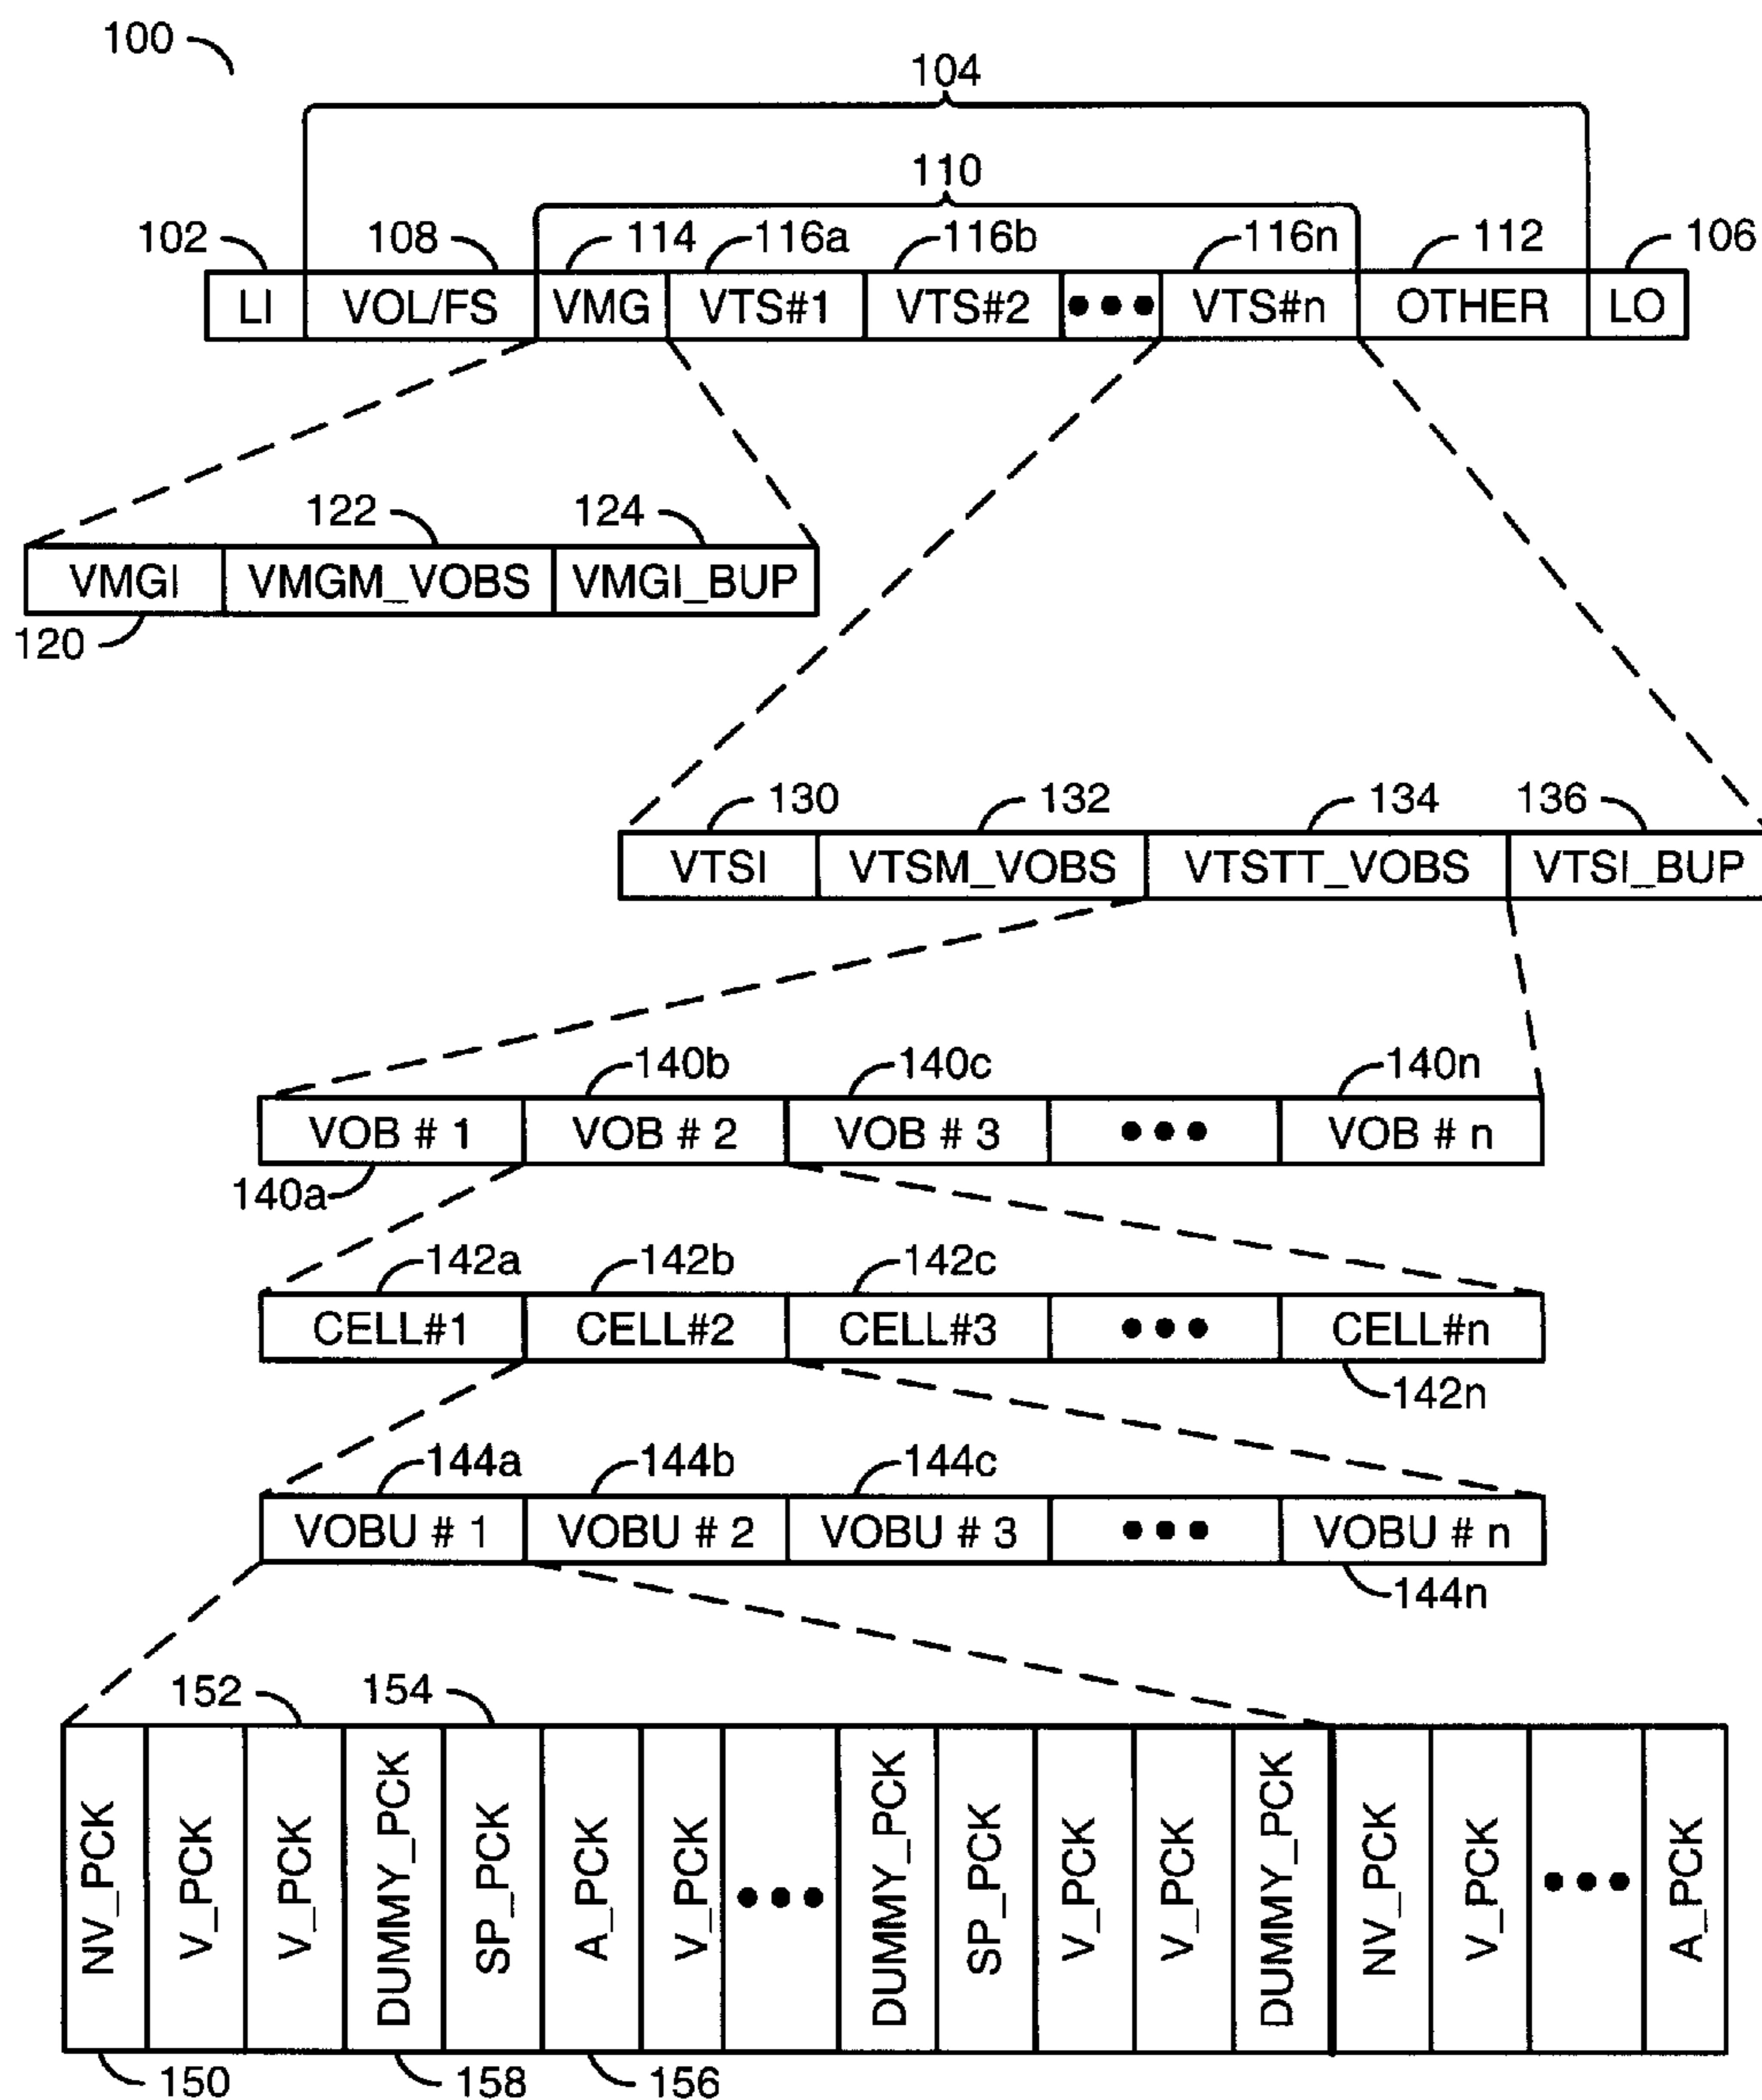 100
104
110
102 108 114 116a 116b 116n 112 106
LI VOL/FS VMG VTS#1 VTS#2 ••• VTS#n OTHER LO
122 124
VMGI VMGM_VOBS VMGI_BUP
120
130 132 134 136
VTSI VTSM_VOBS VTSTT_VOBS VTSI_BUP
140b 140c 140n
VOB # 1 VOB # 2 VOB # 3 ••• VOB # n
140a
142a 142b 142c
CELL#1 CELL#2 CELL#3 ••• CELL#n
142n
144a 144b 144c
VOBU # 1 VOBU # 2 VOBU # 3 ••• VOBU # n
144n
152 154
NV_PCK V_PCK V_PCK DUMMY_PCK SP_PCK A_PCK V_PCK ••• DUMMY_PCK SP_PCK V_PCK V_PCK DUMMY_PCK NV_PCK V_PCK ••• A_PCK
150 158 156